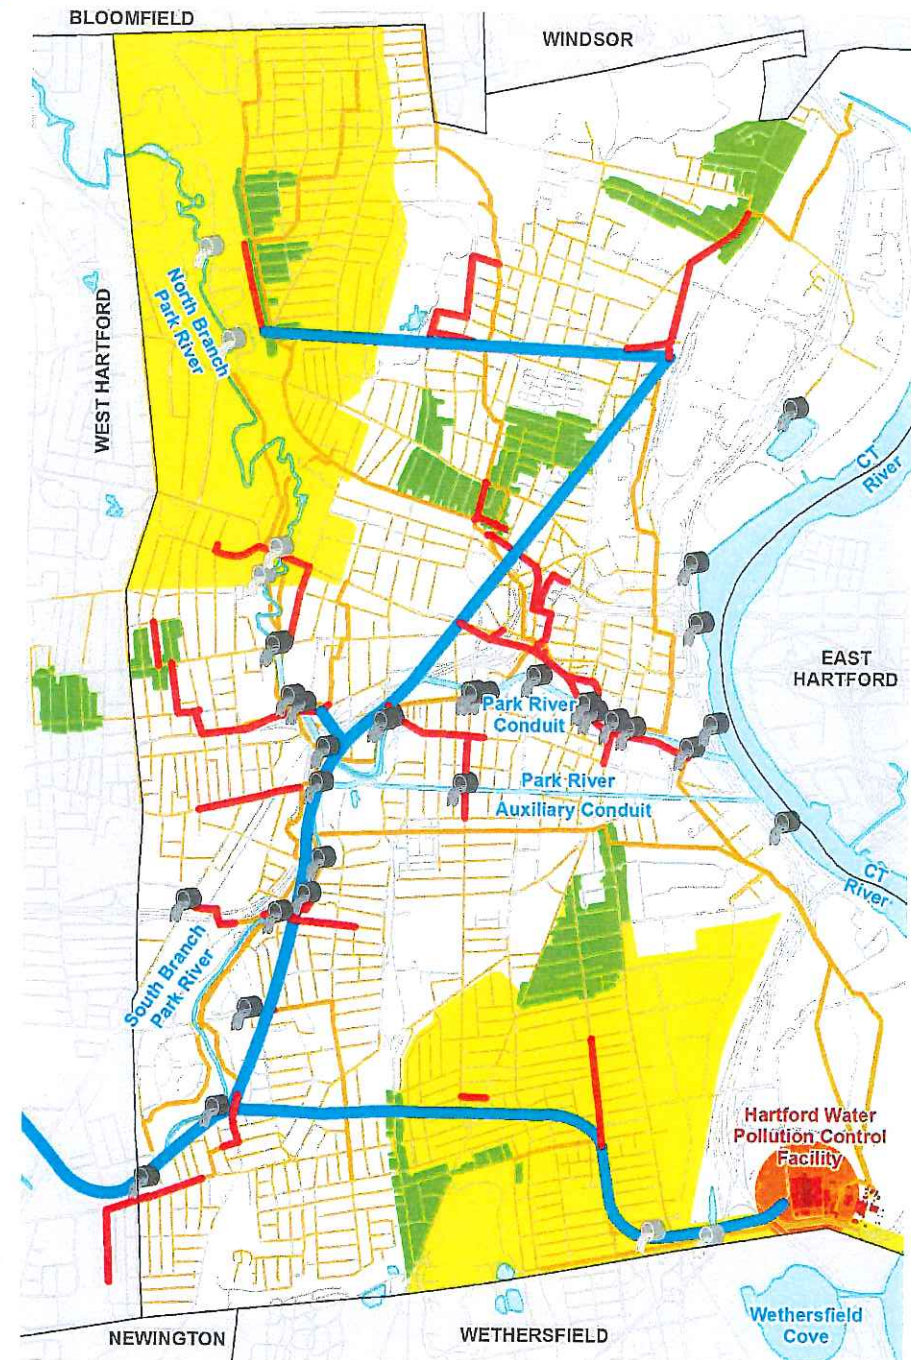 BLOOMFIELD
WINDSOR
North Branch
Park River
WEST HARTFORD
CT
River
EAST
HARTFORD
Park River
Conduit
Park River
Auxiliary Conduit
CT
River
South Branch
Park River
Hartford Water
Pollution Control
Facility
Wethersfield
Cove
NEWINGTON
WETHERSFIELD